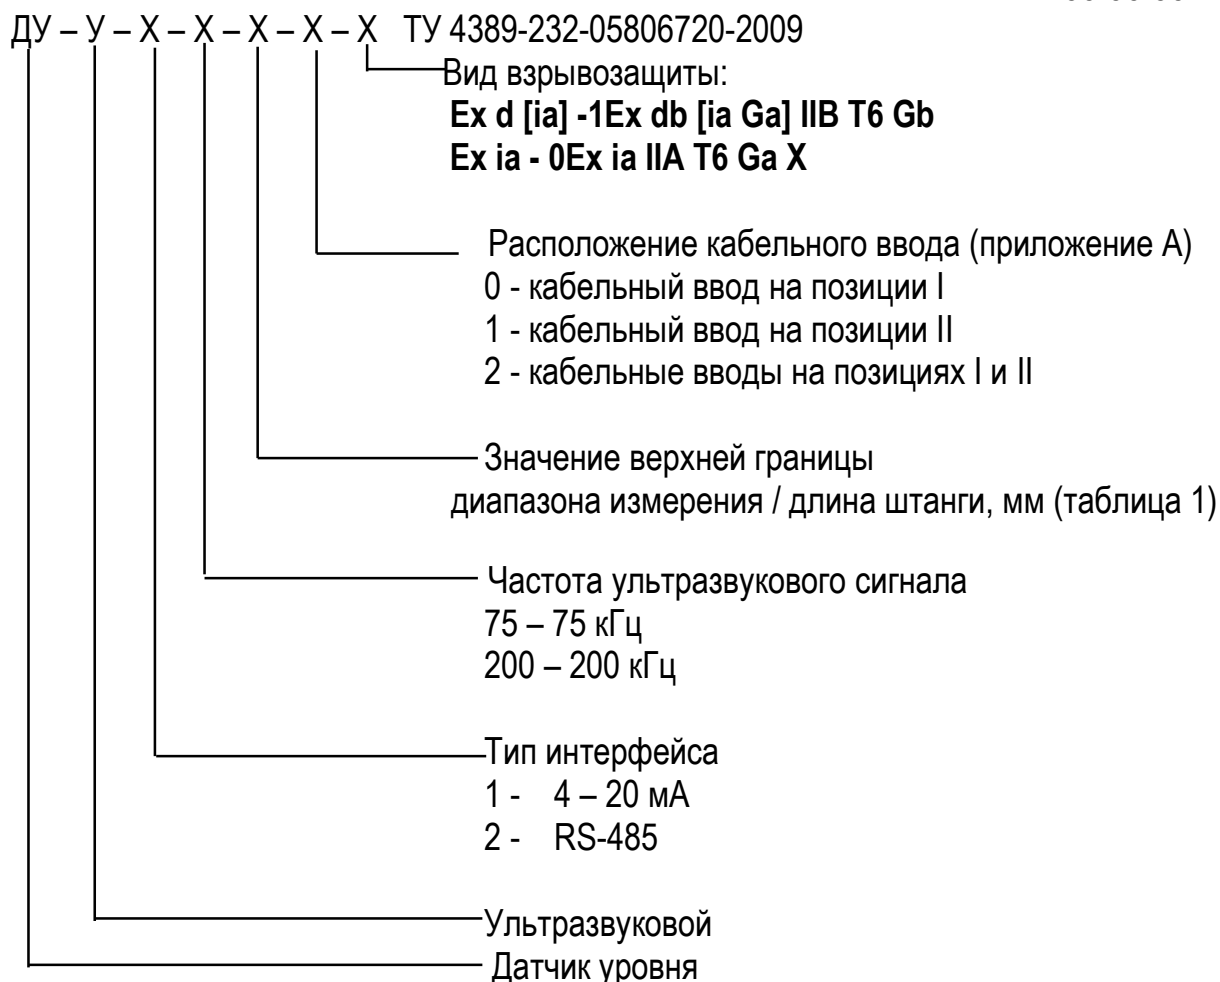 ДУ – У – Х – Х – Х – Х – Х ТУ 4389-232-05806720-2009
Вид взрывозащиты:
Ex d [ia] -1Ex db [ia Ga] IIB T6 Gb
Ex ia - 0Ex ia IIA T6 Ga X
Расположение кабельного ввода (приложение А)
0 - кабельный ввод на позиции I
1 - кабельный ввод на позиции II
2 - кабельные вводы на позициях I и II
Значение верхней границы
диапазона измерения / длина штанги, мм (таблица 1)
Частота ультразвукового сигнала
75 – 75 кГц
200 – 200 кГц
Тип интерфейса
1 - 4 – 20 мА
2 - RS-485
Ультразвуковой
Датчик уровня